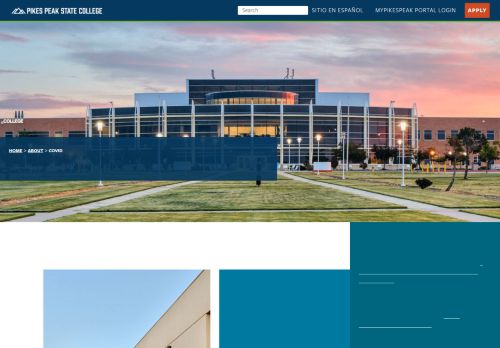 PIKES PEAK STATE COLLEGE
Search
SITIO EN ESPAÑOL
MYPIKESPEAK PORTAL LOGIN
APPLY
COLLEGE
HOME > ABOUT > COVID